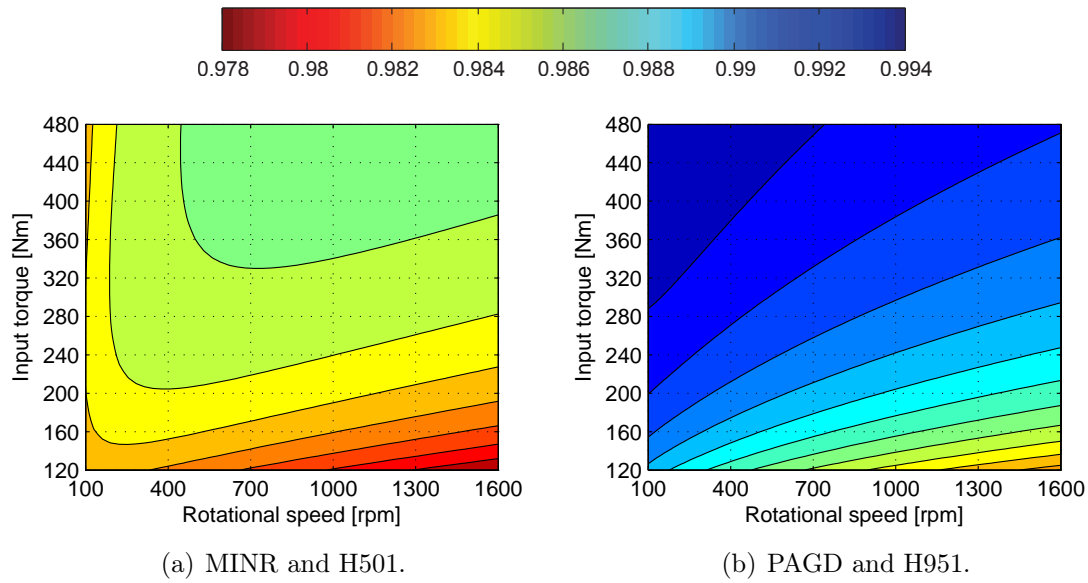 0.978 0.98 0.982 0.984 0.986 0.988 0.99 0.992 0.994
480
440
400
360
320
280
240
200
160
120
Input torque [Nm]
100 400 700 1000 1300 1600
Rotational speed [rpm]
(a) MINR and H501.
480
440
400
360
320
280
240
200
160
120
Input torque [Nm]
100 400 700 1000 1300 1600
Rotational speed [rpm]
(b) PAGD and H951.